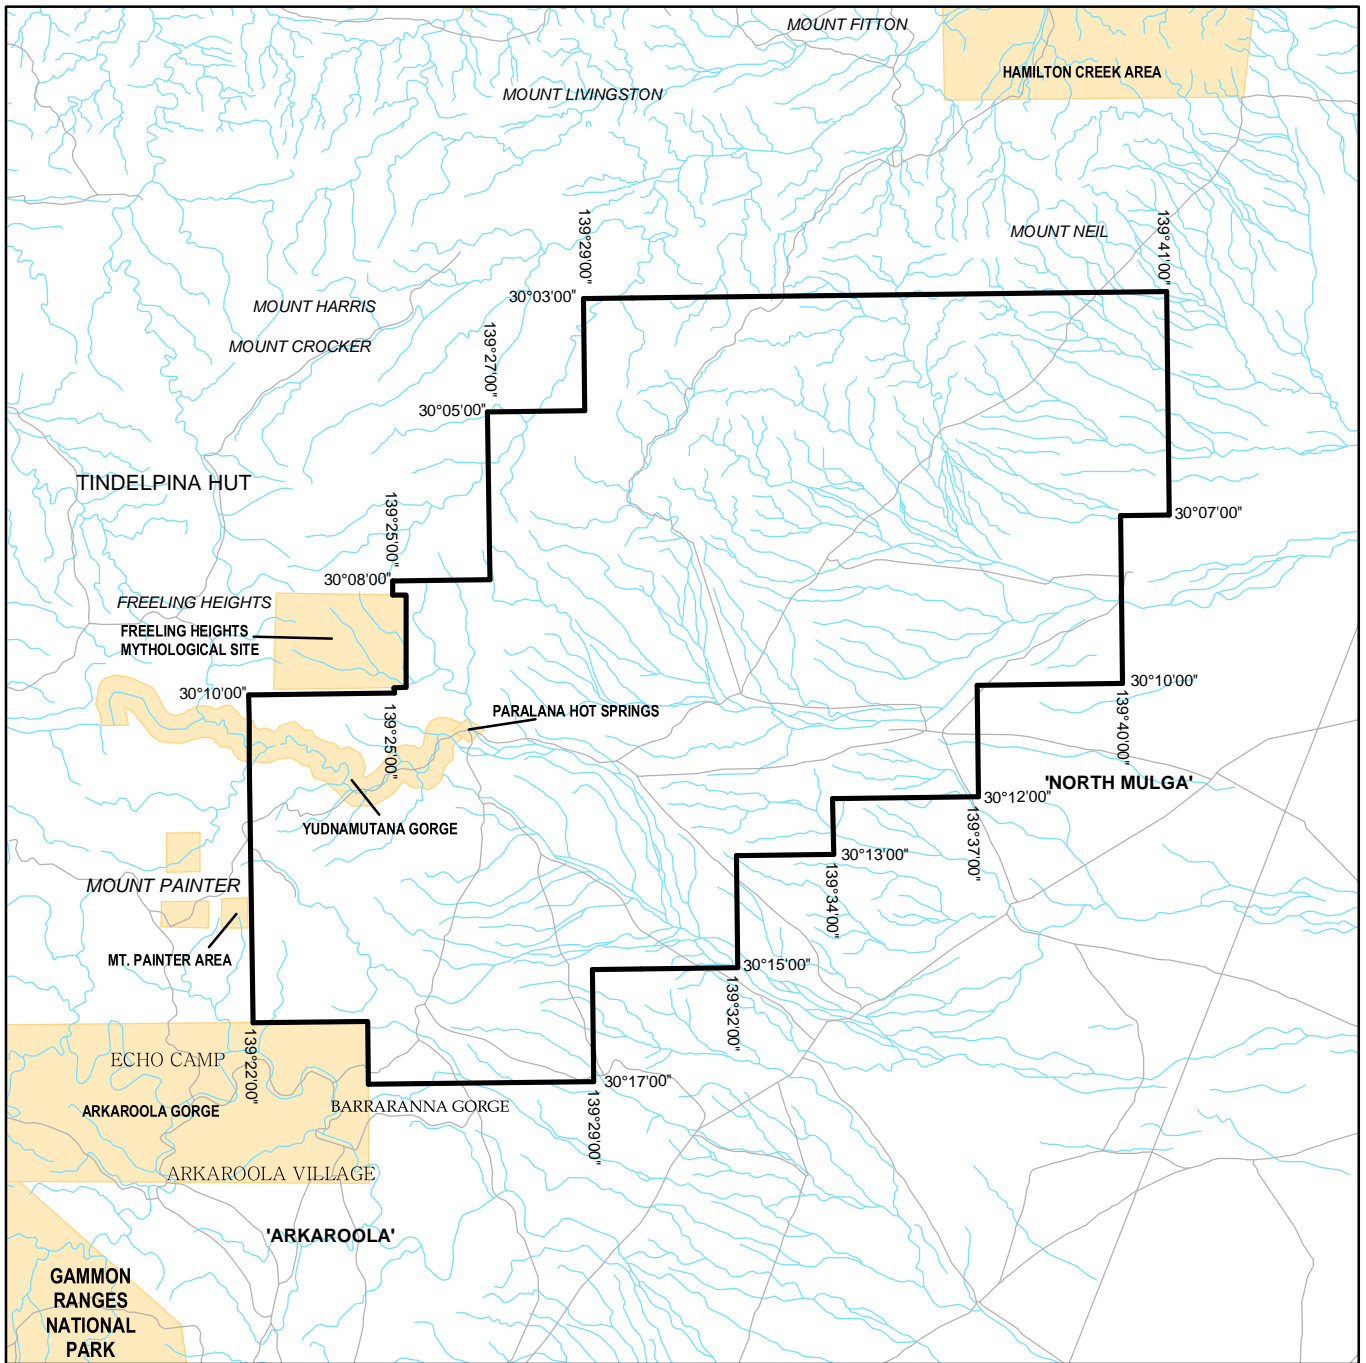 MOUNT FITTON
HAMILTON CREEK AREA
MOUNT LIVINGSTON
139°29'00"
139°41'00"
MOUNT NEIL
30°03'00"
MOUNT HARRIS
139°27'00"
MOUNT CROCKER
30°05'00"
TINDELPINA HUT
139°25'00"
30°07'00"
30°08'00"
FREELING HEIGHTS
FREELING HEIGHTS
MYTHOLOGICAL SITE
30°10'00"
30°10'00"
139°25'00"
PARALANA HOT SPRINGS
139°40'00"
'NORTH MULGA'
30°12'00"
YUDNAMUTANA GORGE
139°37'00"
30°13'00"
139°34'00"
MOUNT PAINTER
MT. PAINTER AREA
30°15'00"
139°32'00"
139°22'00"
ECHO CAMP
30°17'00"
139°29'00"
ARKAROOLA GORGE
BARRARANNA GORGE
ARKAROOLA VILLAGE
'ARKAROOLA'
GAMMON
RANGES
NATIONAL
PARK